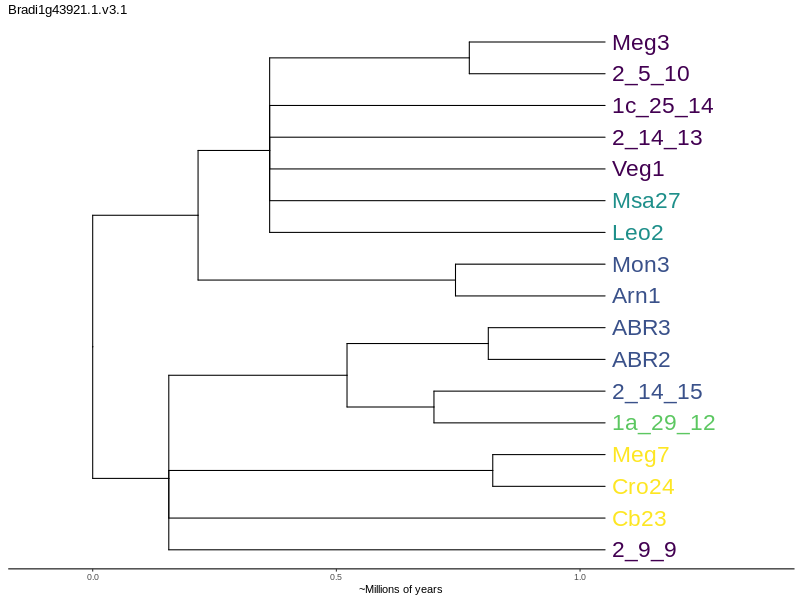 Bradi1g43921.1.v3.1
Meg3
2_5_10
1c_25_14
2_14_13
Veg1
Msa27
Leo2
Mon3
Arn1
ABR3
ABR2
2_14_15
1a_29_12
Meg7
Cro24
Cb23
2_9_9
0.0 0.5 1.0
~Millions of years